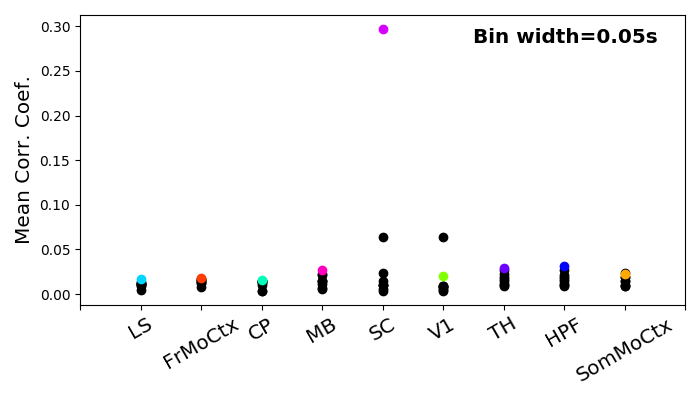 Bin width=0.05s
Mean Corr. Coef.
0.30
0.25
0.20
0.15
0.10
0.05
0.00
LS FrMoCtx CP MB SC V1 TH HPF SomMoCtx